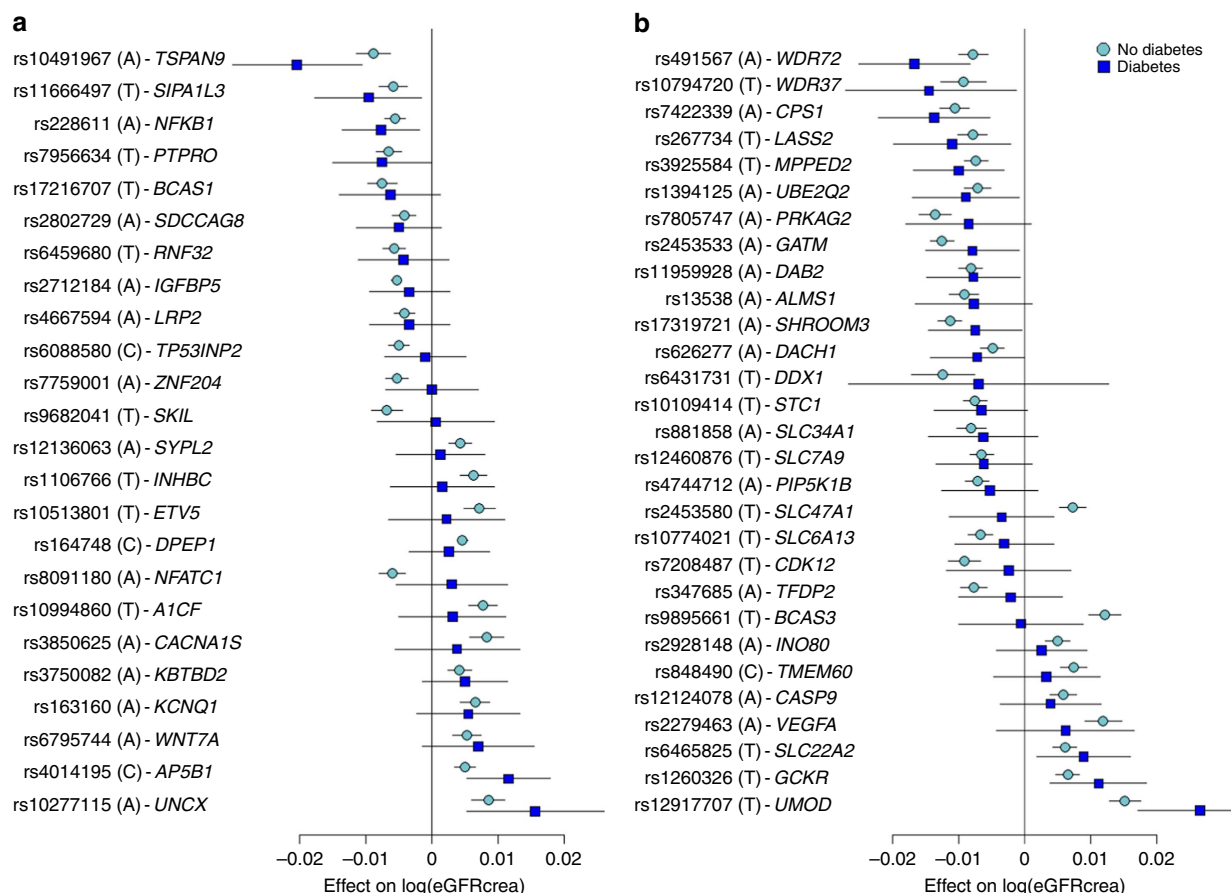 a
rs10491967 (A) - TSPAN9
rs11666497 (T) - SIPA1L3
rs228611 (A) - NFKB1
rs7956634 (T) - PTPRO
rs17216707 (T) - BCAS1
rs2802729 (A) - SDCCAG8
rs6459680 (T) - RNF32
rs2712184 (A) - IGFBP5
rs4667594 (A) - LRP2
rs6088580 (C) - TP53INP2
rs7759001 (A) - ZNF204
rs9682041 (T) - SKIL
rs12136063 (A) - SYPL2
rs1106766 (T) - INHBC
rs10513801 (T) - ETV5
rs164748 (C) - DPEP1
rs8091180 (A) - NFATC1
rs10994860 (T) - A1CF
rs3850625 (A) - CACNA1S
rs3750082 (A) - KBTBD2
rs163160 (A) - KCNQ1
rs6795744 (A) - WNT7A
rs4014195 (C) - AP5B1
rs10277115 (A) - UNCX
−0.02 −0.01 0 0.01 0.02
Effect on log(eGFRcrea)
b
No diabetes
Diabetes
rs491567 (A) - WDR72
rs10794720 (T) - WDR37
rs7422339 (A) - CPS1
rs267734 (T) - LASS2
rs3925584 (T) - MPPED2
rs1394125 (A) - UBE2Q2
rs7805747 (A) - PRKAG2
rs2453533 (A) - GATM
rs11959928 (A) - DAB2
rs13538 (A) - ALMS1
rs17319721 (A) - SHROOM3
rs626277 (A) - DACH1
rs6431731 (T) - DDX1
rs10109414 (T) - STC1
rs881858 (A) - SLC34A1
rs12460876 (T) - SLC7A9
rs4744712 (A) - PIP5K1B
rs2453580 (T) - SLC47A1
rs10774021 (T) - SLC6A13
rs7208487 (T) - CDK12
rs347685 (A) - TFDP2
rs9895661 (T) - BCAS3
rs2928148 (A) - INO80
rs848490 (C) - TMEM60
rs12124078 (A) - CASP9
rs2279463 (A) - VEGFA
rs6465825 (T) - SLC22A2
rs1260326 (T) - GCKR
rs12917707 (T) - UMOD
−0.02 −0.01 0 0.01 0.02
Effect on log(eGFRcrea)